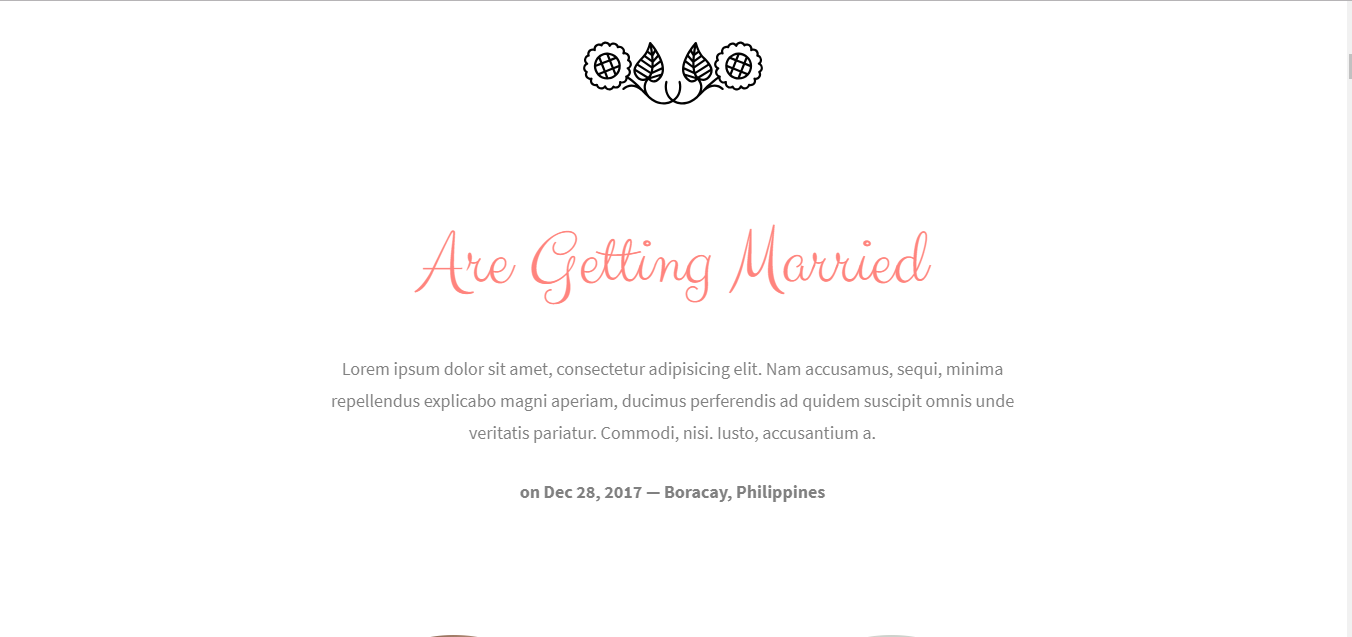 Are Getting Married
Lorem ipsum dolor sit amet, consectetur adipisicing elit. Nam accusamus, sequi, minima
repellendus explicabo magni aperiam, ducimus perferendis ad quidem suscipit omnis unde
veritatis pariatur. Commodi, nisi. Iusto, accusantium a.
on Dec 28, 2017 — Boracay, Philippines